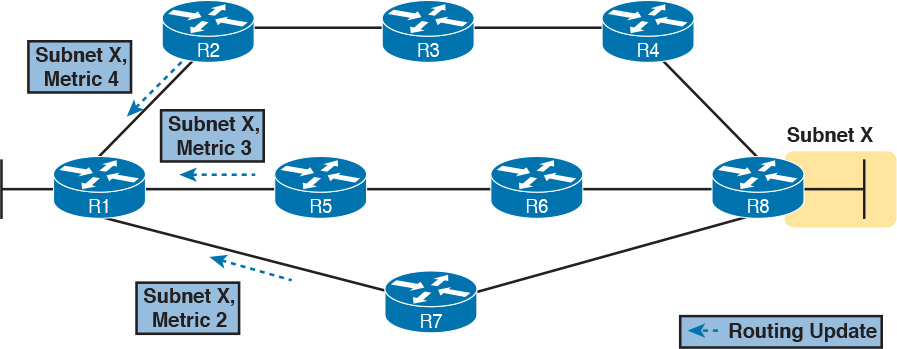 R2
R3
R4
Subnet X,
Metric 4
Subnet X,
Metric 3
Subnet X
R1
R5
R6
R8
Subnet X,
Metric 2
R7
Routing Update